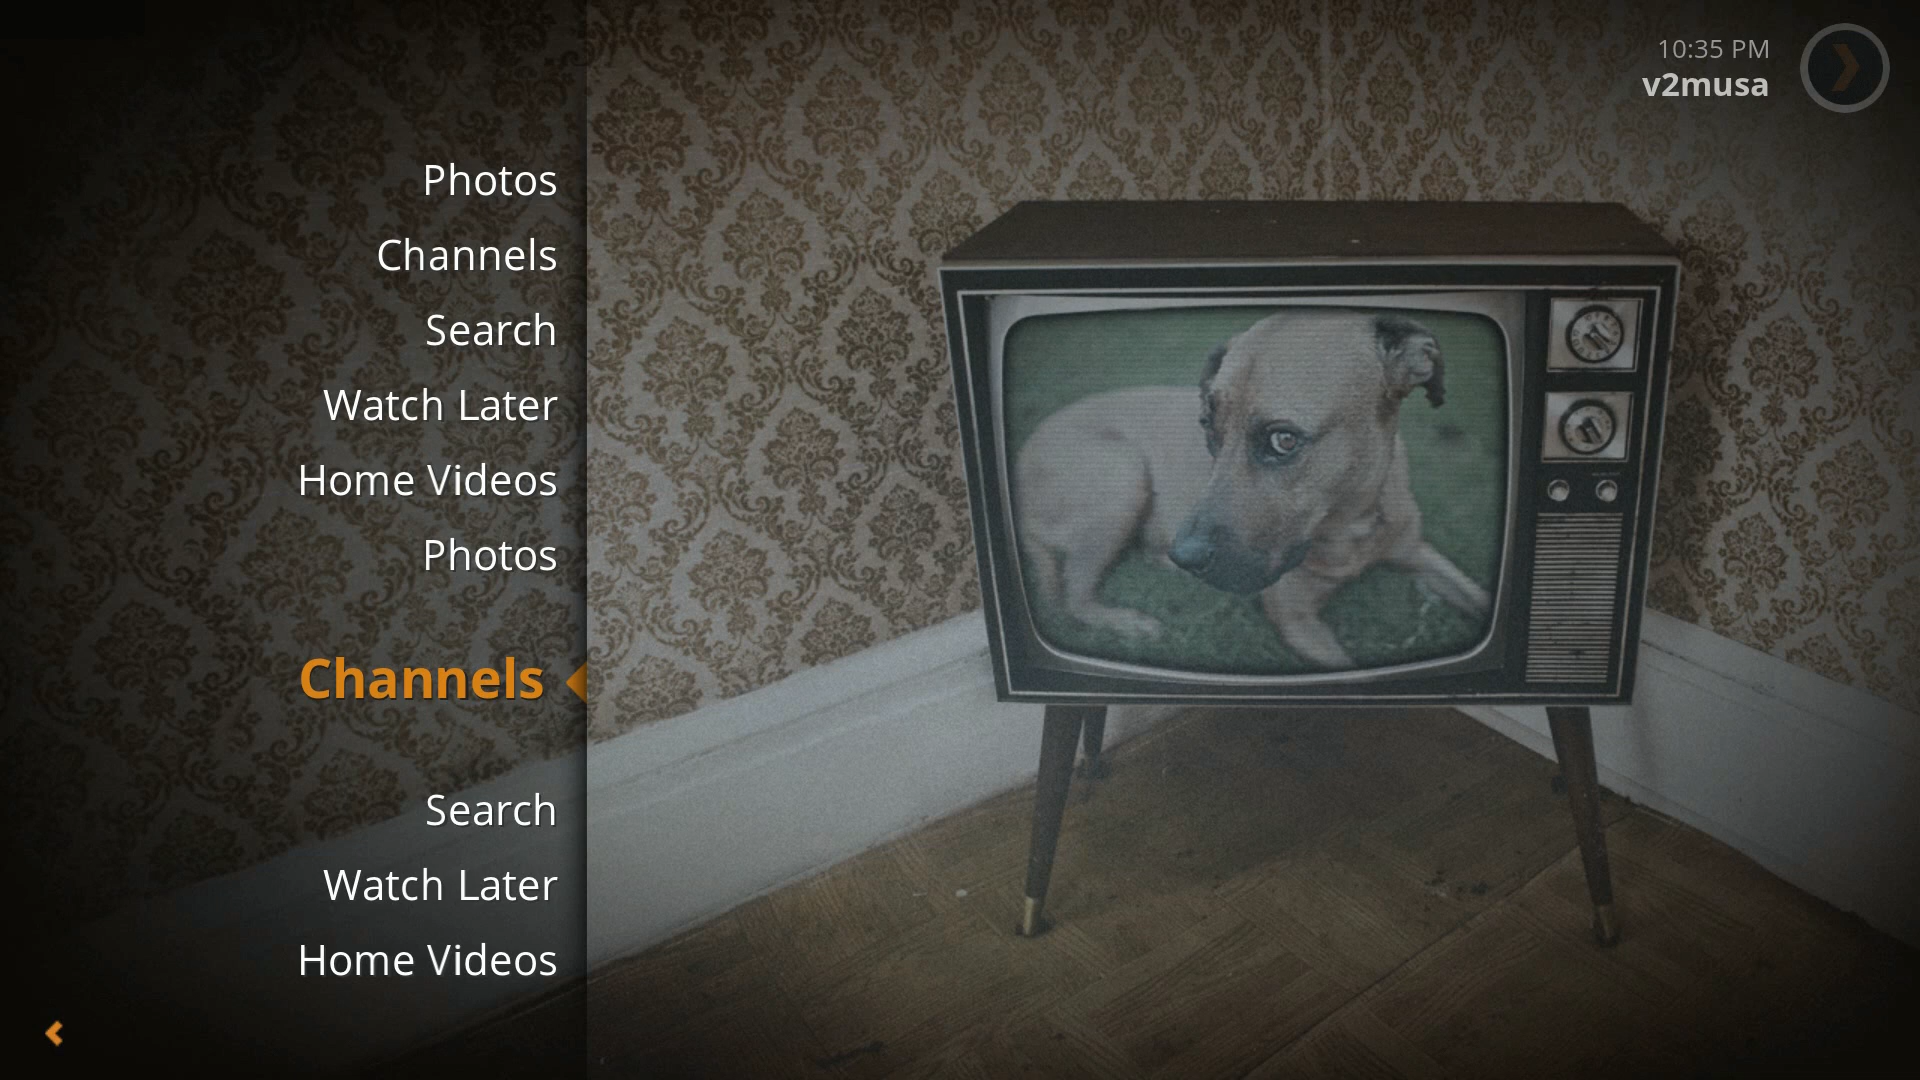 10:35 PM
v2musa
Photos
Channels
Search
Watch Later
Home Videos
Photos
Channels
Search
Watch Later
Home Videos